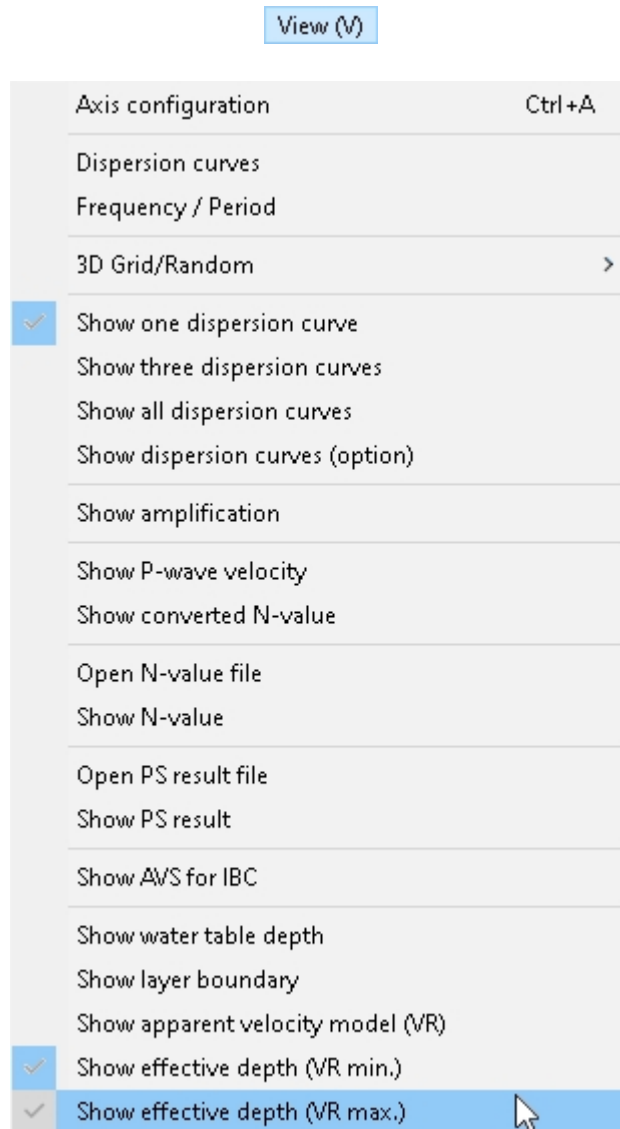 View (V)
Axis configuration Ctrl+A
Dispersion curves
Frequency / Period
3D Grid/Random
Show one dispersion curve
Show three dispersion curves
Show all dispersion curves
Show dispersion curves (option)
Show amplification
Show P-wave velocity
Show converted N-value
Open N-value file
Show N-value
Open PS result file
Show PS result
Show AVS for IBC
Show water table depth
Show layer boundary
Show apparent velocity model (VR)
Show effective depth (VR min.)
Show effective depth (VR max.)